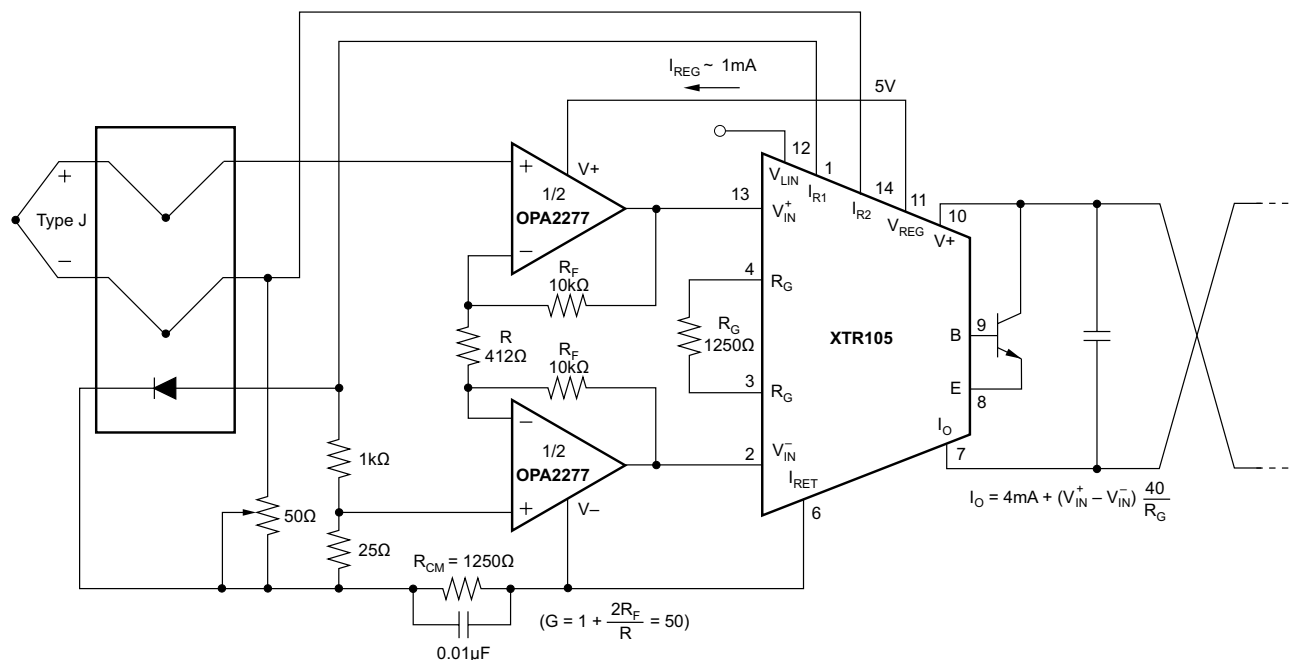 I_REG ~ 1mA
5V
Type J
+
–
+
–
1/2
OPA2277
V+
R_F
10kΩ
R
412Ω
R_F
10kΩ
–
+
1/2
OPA2277
V–
1kΩ
25Ω
50Ω
R_CM = 1250Ω
0.01µF
(G = 1 + 2R_F/R = 50)
13
4
3
2
R_G
1250Ω
12
1
14
11
10
9
8
7
6
V_LIN
I_R1
I_R2
V_REG
V+
V_IN^+
R_G
R_G
V_IN^–
I_RET
XTR105
B
E
I_O
I_O = 4mA + (V_IN^+ – V_IN^–) 40/R_G